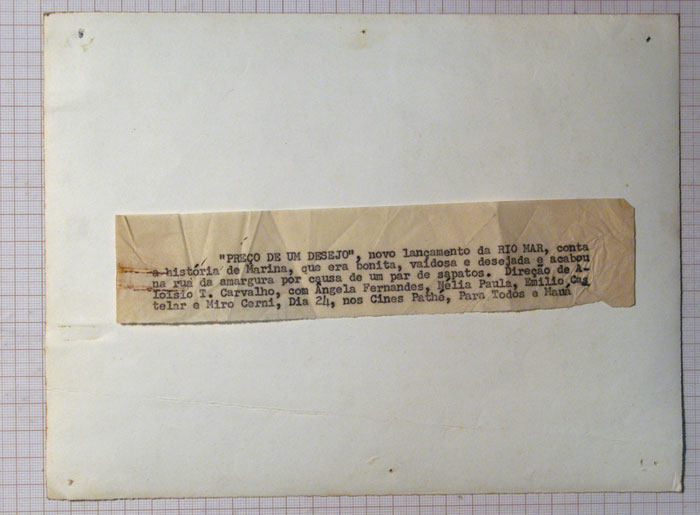 "PREÇO DE UM DESEJO", novo lançamento da RIO MAR, conta
a história de Marina, que era bonita, vaidosa e desejada e acabou
na rua da amargura por causa de um par de sapatos. Direção de A-
loisio T. Carvalho, com Ângela Fernandes, Nélia Paula, Emilio Cas
telar e Miro Cerni, Dia 24, nos Cines Pathé, Para Todos e Mauá